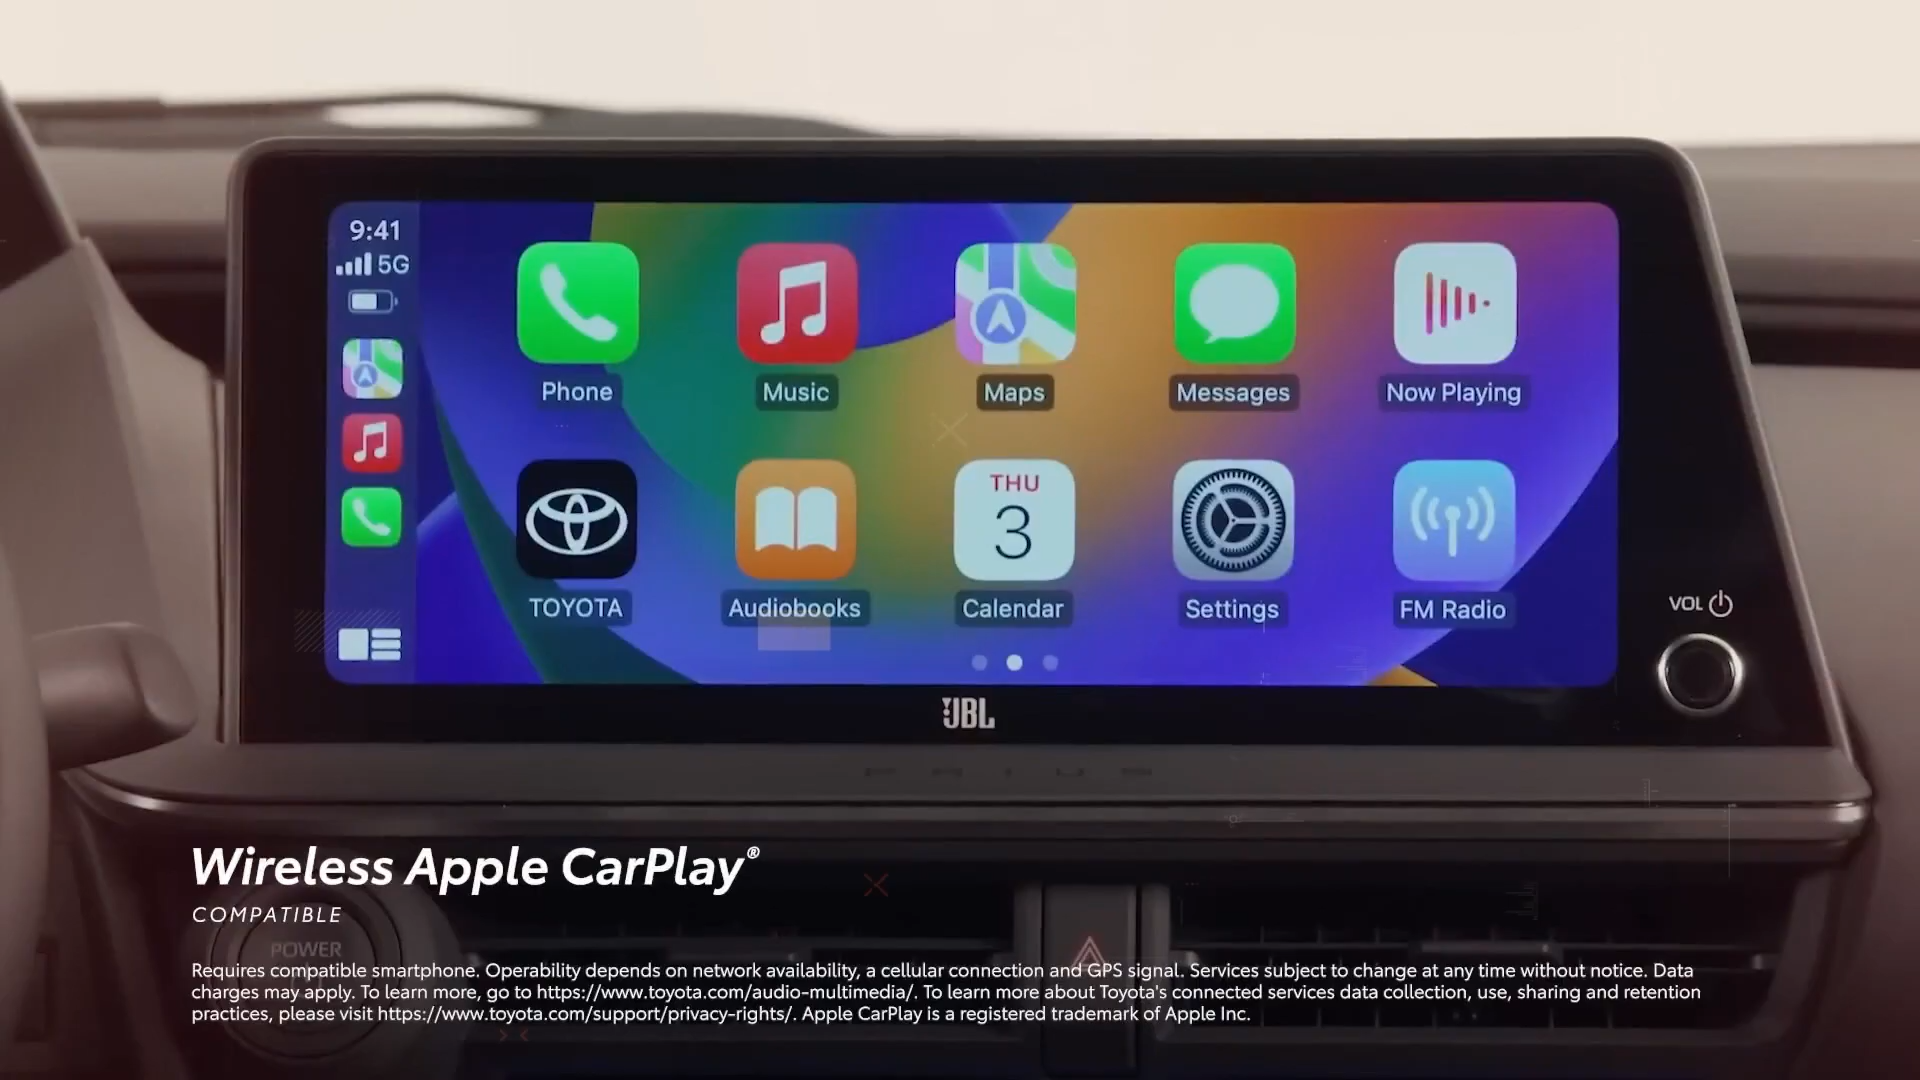 9:41
5G
Phone
Music
Maps
Messages
Now Playing
THU
3
TOYOTA
Audiobooks
Calendar
Settings
FM Radio
VOL
JBL
Wireless Apple CarPlay®
COMPATIBLE
POWER
Requires compatible smartphone. Operability depends on network availability, a cellular connection and GPS signal. Services subject to change at any time without notice. Data
charges may apply. To learn more, go to https://www.toyota.com/audio-multimedia/. To learn more about Toyota's connected services data collection, use, sharing and retention
practices, please visit https://www.toyota.com/support/privacy-rights/. Apple CarPlay is a registered trademark of Apple Inc.